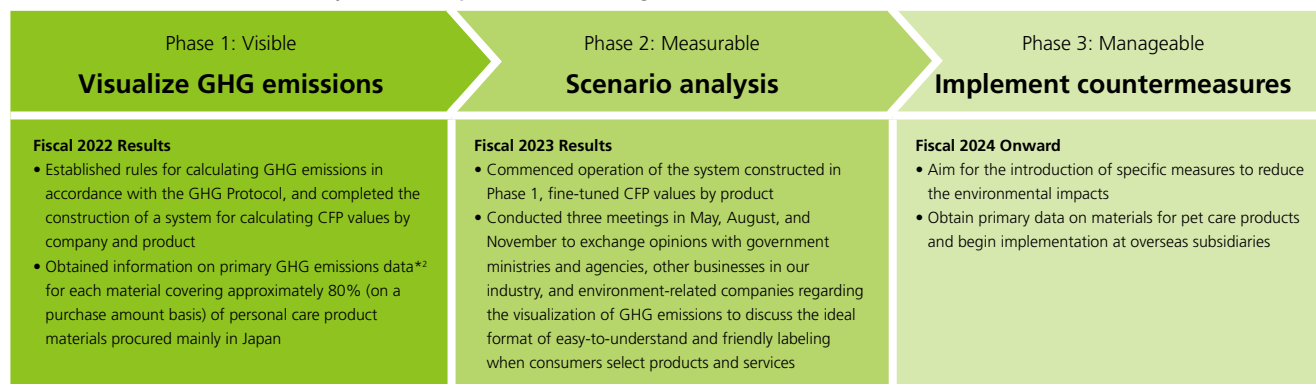 Phase 1: Visible
Visualize GHG emissions
Fiscal 2022 Results
• Established rules for calculating GHG emissions in
accordance with the GHG Protocol, and completed the
construction of a system for calculating CFP values by
company and product
• Obtained information on primary GHG emissions data*2
for each material covering approximately 80% (on a
purchase amount basis) of personal care product
materials procured mainly in Japan
Phase 2: Measurable
Scenario analysis
Fiscal 2023 Results
• Commenced operation of the system constructed in
Phase 1, fine-tuned CFP values by product
• Conducted three meetings in May, August, and
November to exchange opinions with government
ministries and agencies, other businesses in our
industry, and environment-related companies regarding
the visualization of GHG emissions to discuss the ideal
format of easy-to-understand and friendly labeling
when consumers select products and services
Phase 3: Manageable
Implement countermeasures
Fiscal 2024 Onward
• Aim for the introduction of specific measures to reduce
the environmental impacts
• Obtain primary data on materials for pet care products
and begin implementation at overseas subsidiaries